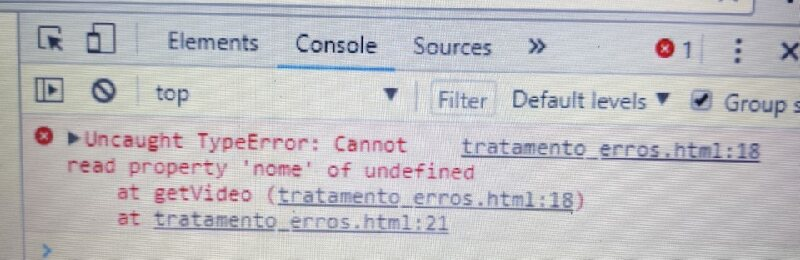 Elements Console Sources » 1
top Filter Default levels Group s
Uncaught TypeError: Cannot tratamento_erros.html:18
read property 'nome' of undefined
at getVideo (tratamento_erros.html:18)
at tratamento_erros.html:21